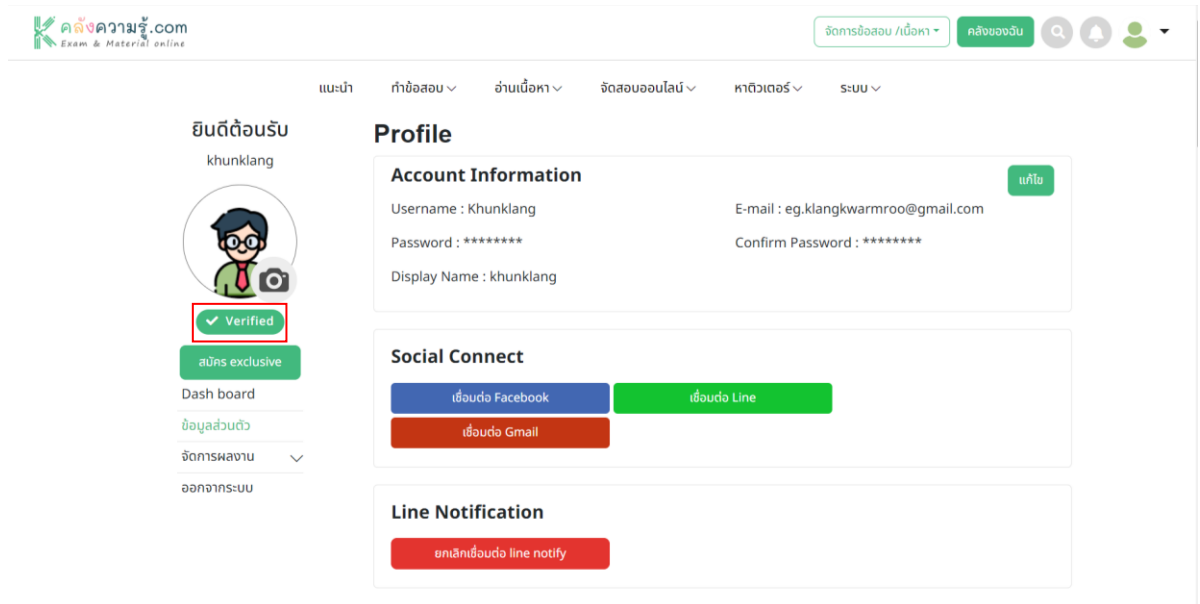 คลังความรู้.com
Exam & Material online
จัดการข้อสอบ /เนื้อหา
คลังของฉัน
แนะนำ ทำข้อสอบ อ่านเนื้อหา จัดสอบออนไลน์ หาติวเตอร์ ระบบ
ยินดีต้อนรับ
khunklang
Verified
สมัคร exclusive
Dash board
ข้อมูลส่วนตัว
จัดการผลงาน
ออกจากระบบ
Profile
Account Information
แก้ไข
Username : Khunklang
E-mail : eg.klangkwarmroo@gmail.com
Password : ********
Confirm Password : ********
Display Name : khunklang
Social Connect
เชื่อมต่อ Facebook
เชื่อมต่อ Line
เชื่อมต่อ Gmail
Line Notification
ยกเลิกเชื่อมต่อ line notify